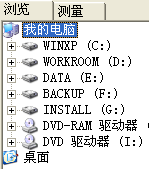 浏览 测量
我的电脑
WINXP (C:)
WORKROOM (D:)
DATA (E:)
BACKUP (F:)
INSTALL (G:)
DVD-RAM 驱动器 (
DVD 驱动器 (I:)
桌面